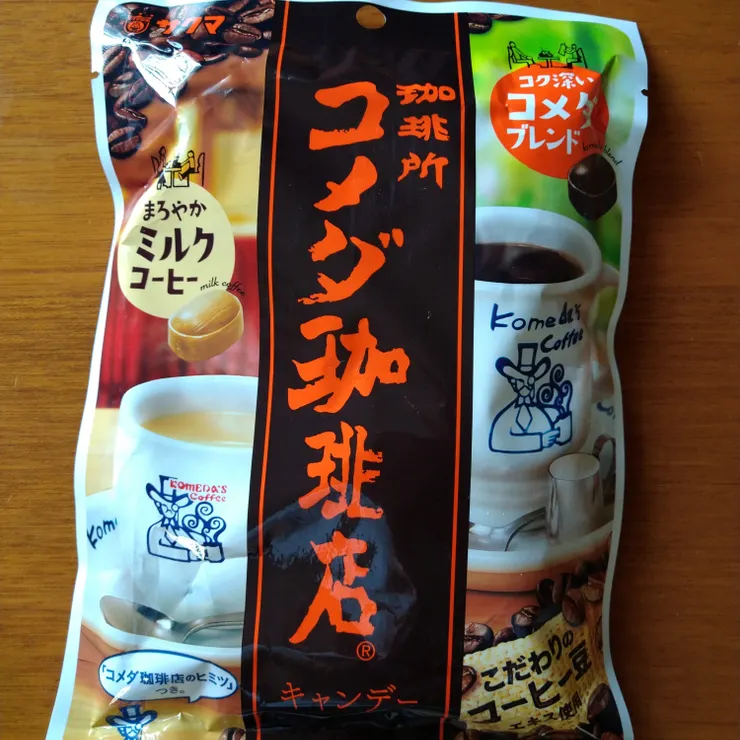 サクマ
珈琲所
コメダ珈琲店®
キャンデー
まろやか
ミルク
コーヒー
milk coffee
KOMEDA'S
Coffee
Kome
「コメダ珈琲店のヒミツ」
つき。
コク深い
コメダ
ブレンド
komeda blend
Komeda's
Coffee
こだわりの
コーヒー豆
エキス使用